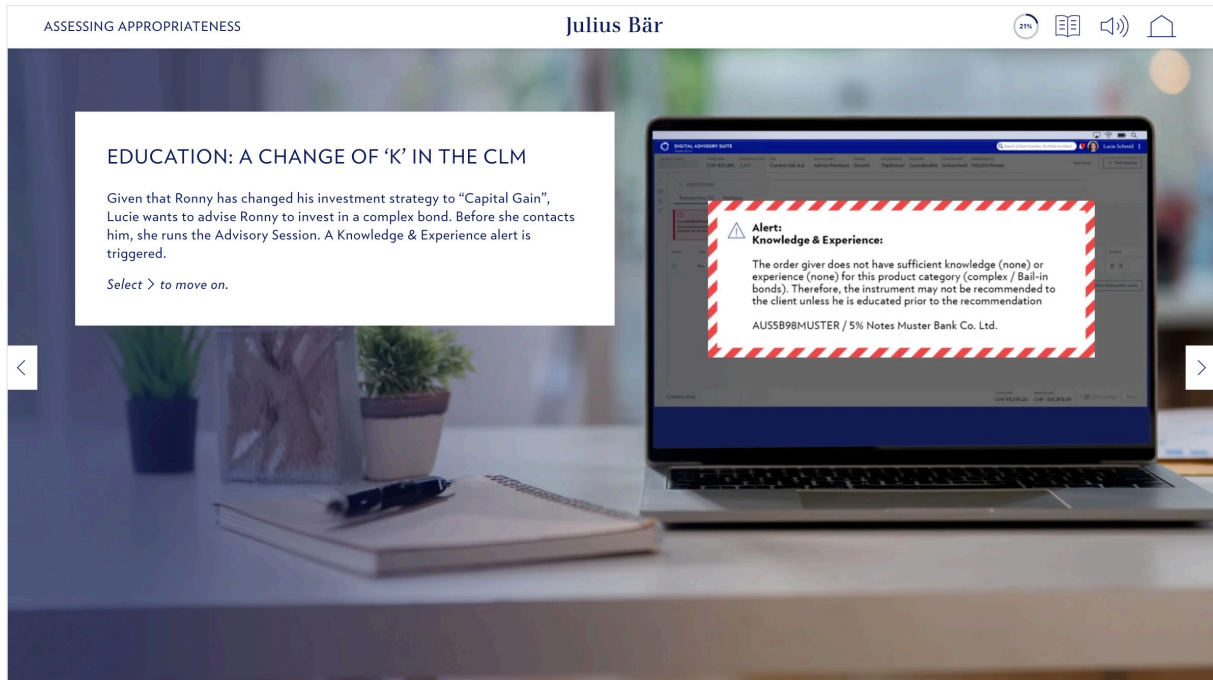 ASSESSING APPROPRIATENESS
Julius Bär
21%
EDUCATION: A CHANGE OF ‘K’ IN THE CLM
Given that Ronny has changed his investment strategy to “Capital Gain”,
Lucie wants to advise Ronny to invest in a complex bond. Before she contacts
him, she runs the Advisory Session. A Knowledge & Experience alert is
triggered.
Select > to move on.
DIGITAL ADVISORY SUITE
Lucie Schmid
Alert:
Knowledge & Experience:
The order giver does not have sufficient knowledge (none) or
experience (none) for this product category (complex / Bail-in
bonds). Therefore, the instrument may not be recommended to
the client unless he is educated prior to the recommendation
AUS5B98MUSTER / 5% Notes Muster Bank Co. Ltd.